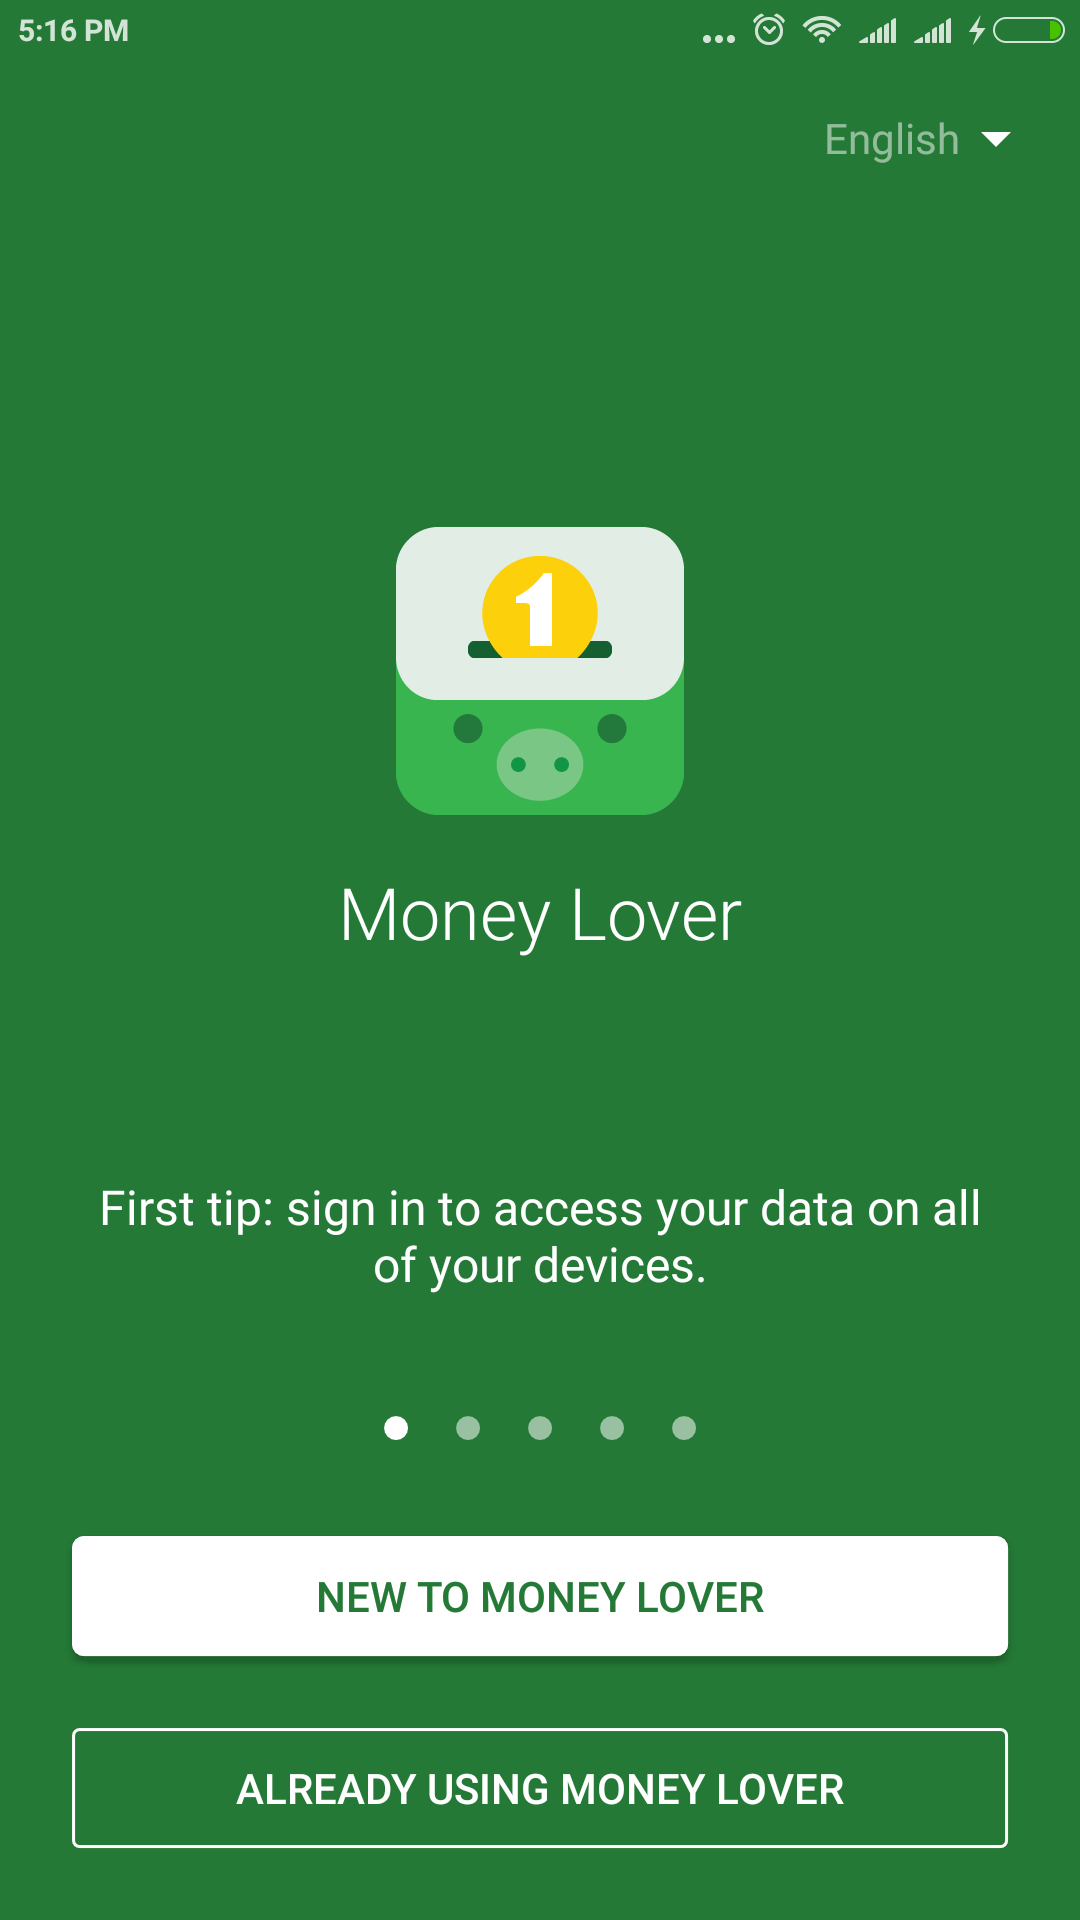 5:16 PM
English
1
Money Lover
First tip: sign in to access your data on all
of your devices.
NEW TO MONEY LOVER
ALREADY USING MONEY LOVER